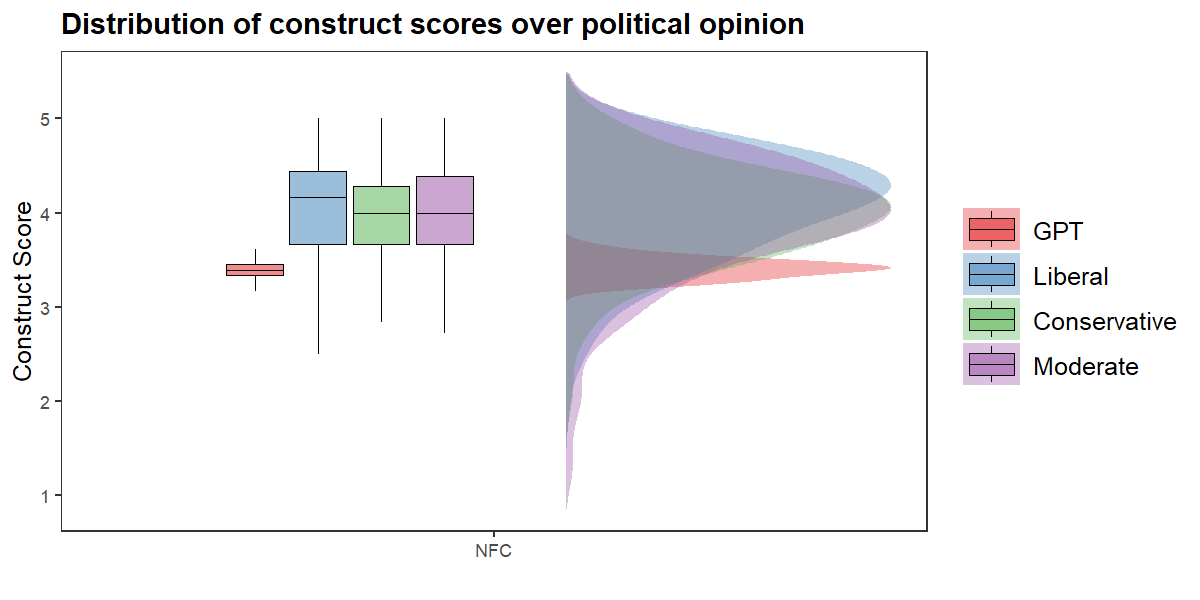 Distribution of construct scores over political opinion
Construct Score
5
4
3
2
1
NFC
GPT
Liberal
Conservative
Moderate